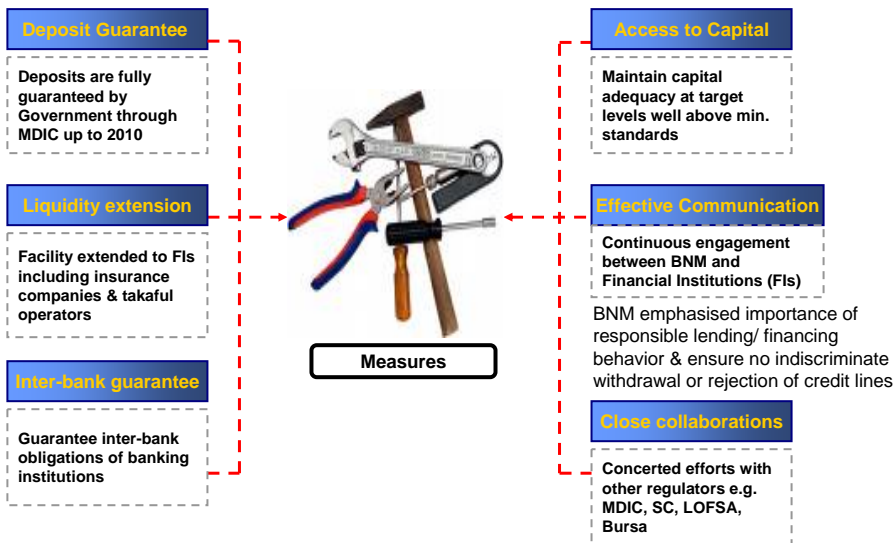 Deposit Guarantee
Deposits are fully
guaranteed by
Government through
MDIC up to 2010
Liquidity extension
Facility extended to FIs
including insurance
companies & takaful
operators
Inter-bank guarantee
Guarantee inter-bank
obligations of banking
institutions
Measures
Access to Capital
Maintain capital
adequacy at target
levels well above min.
standards
Effective Communication
Continuous engagement
between BNM and
Financial Institutions (FIs)
BNM emphasised importance of
responsible lending/ financing
behavior & ensure no indiscriminate
withdrawal or rejection of credit lines
Close collaborations
Concerted efforts with
other regulators e.g.
MDIC, SC, LOFSA,
Bursa